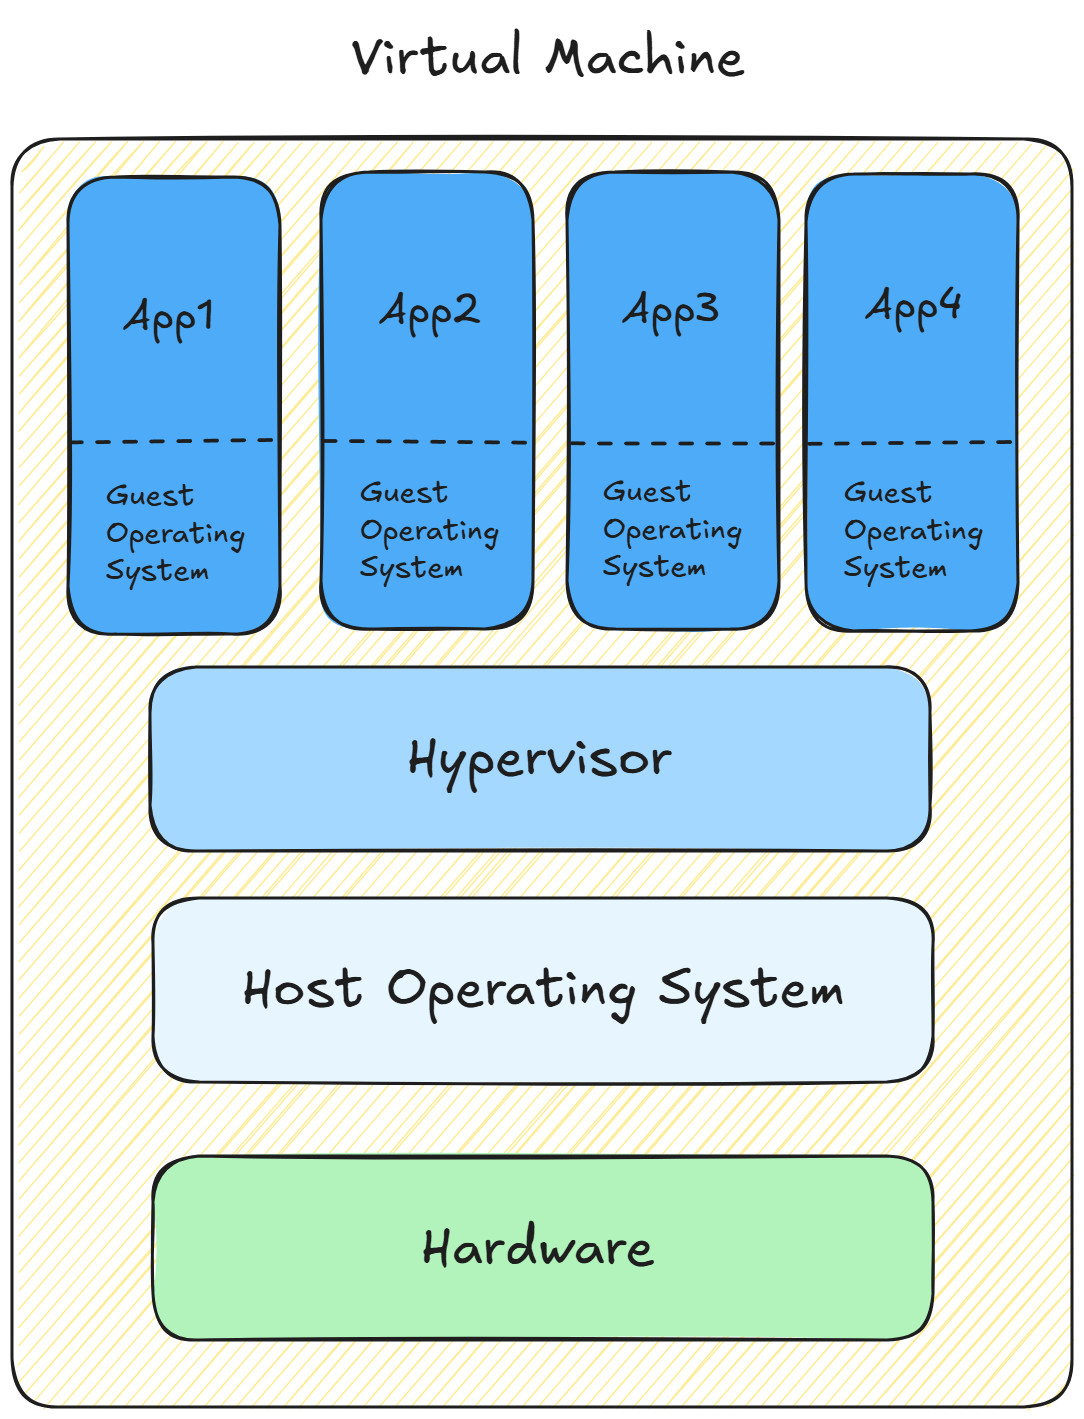 Virtual Machine
App1
App2
App3
App4
Guest
Operating
System
Guest
Operating
System
Guest
Operating
System
Guest
Operating
System
Hypervisor
Host Operating System
Hardware